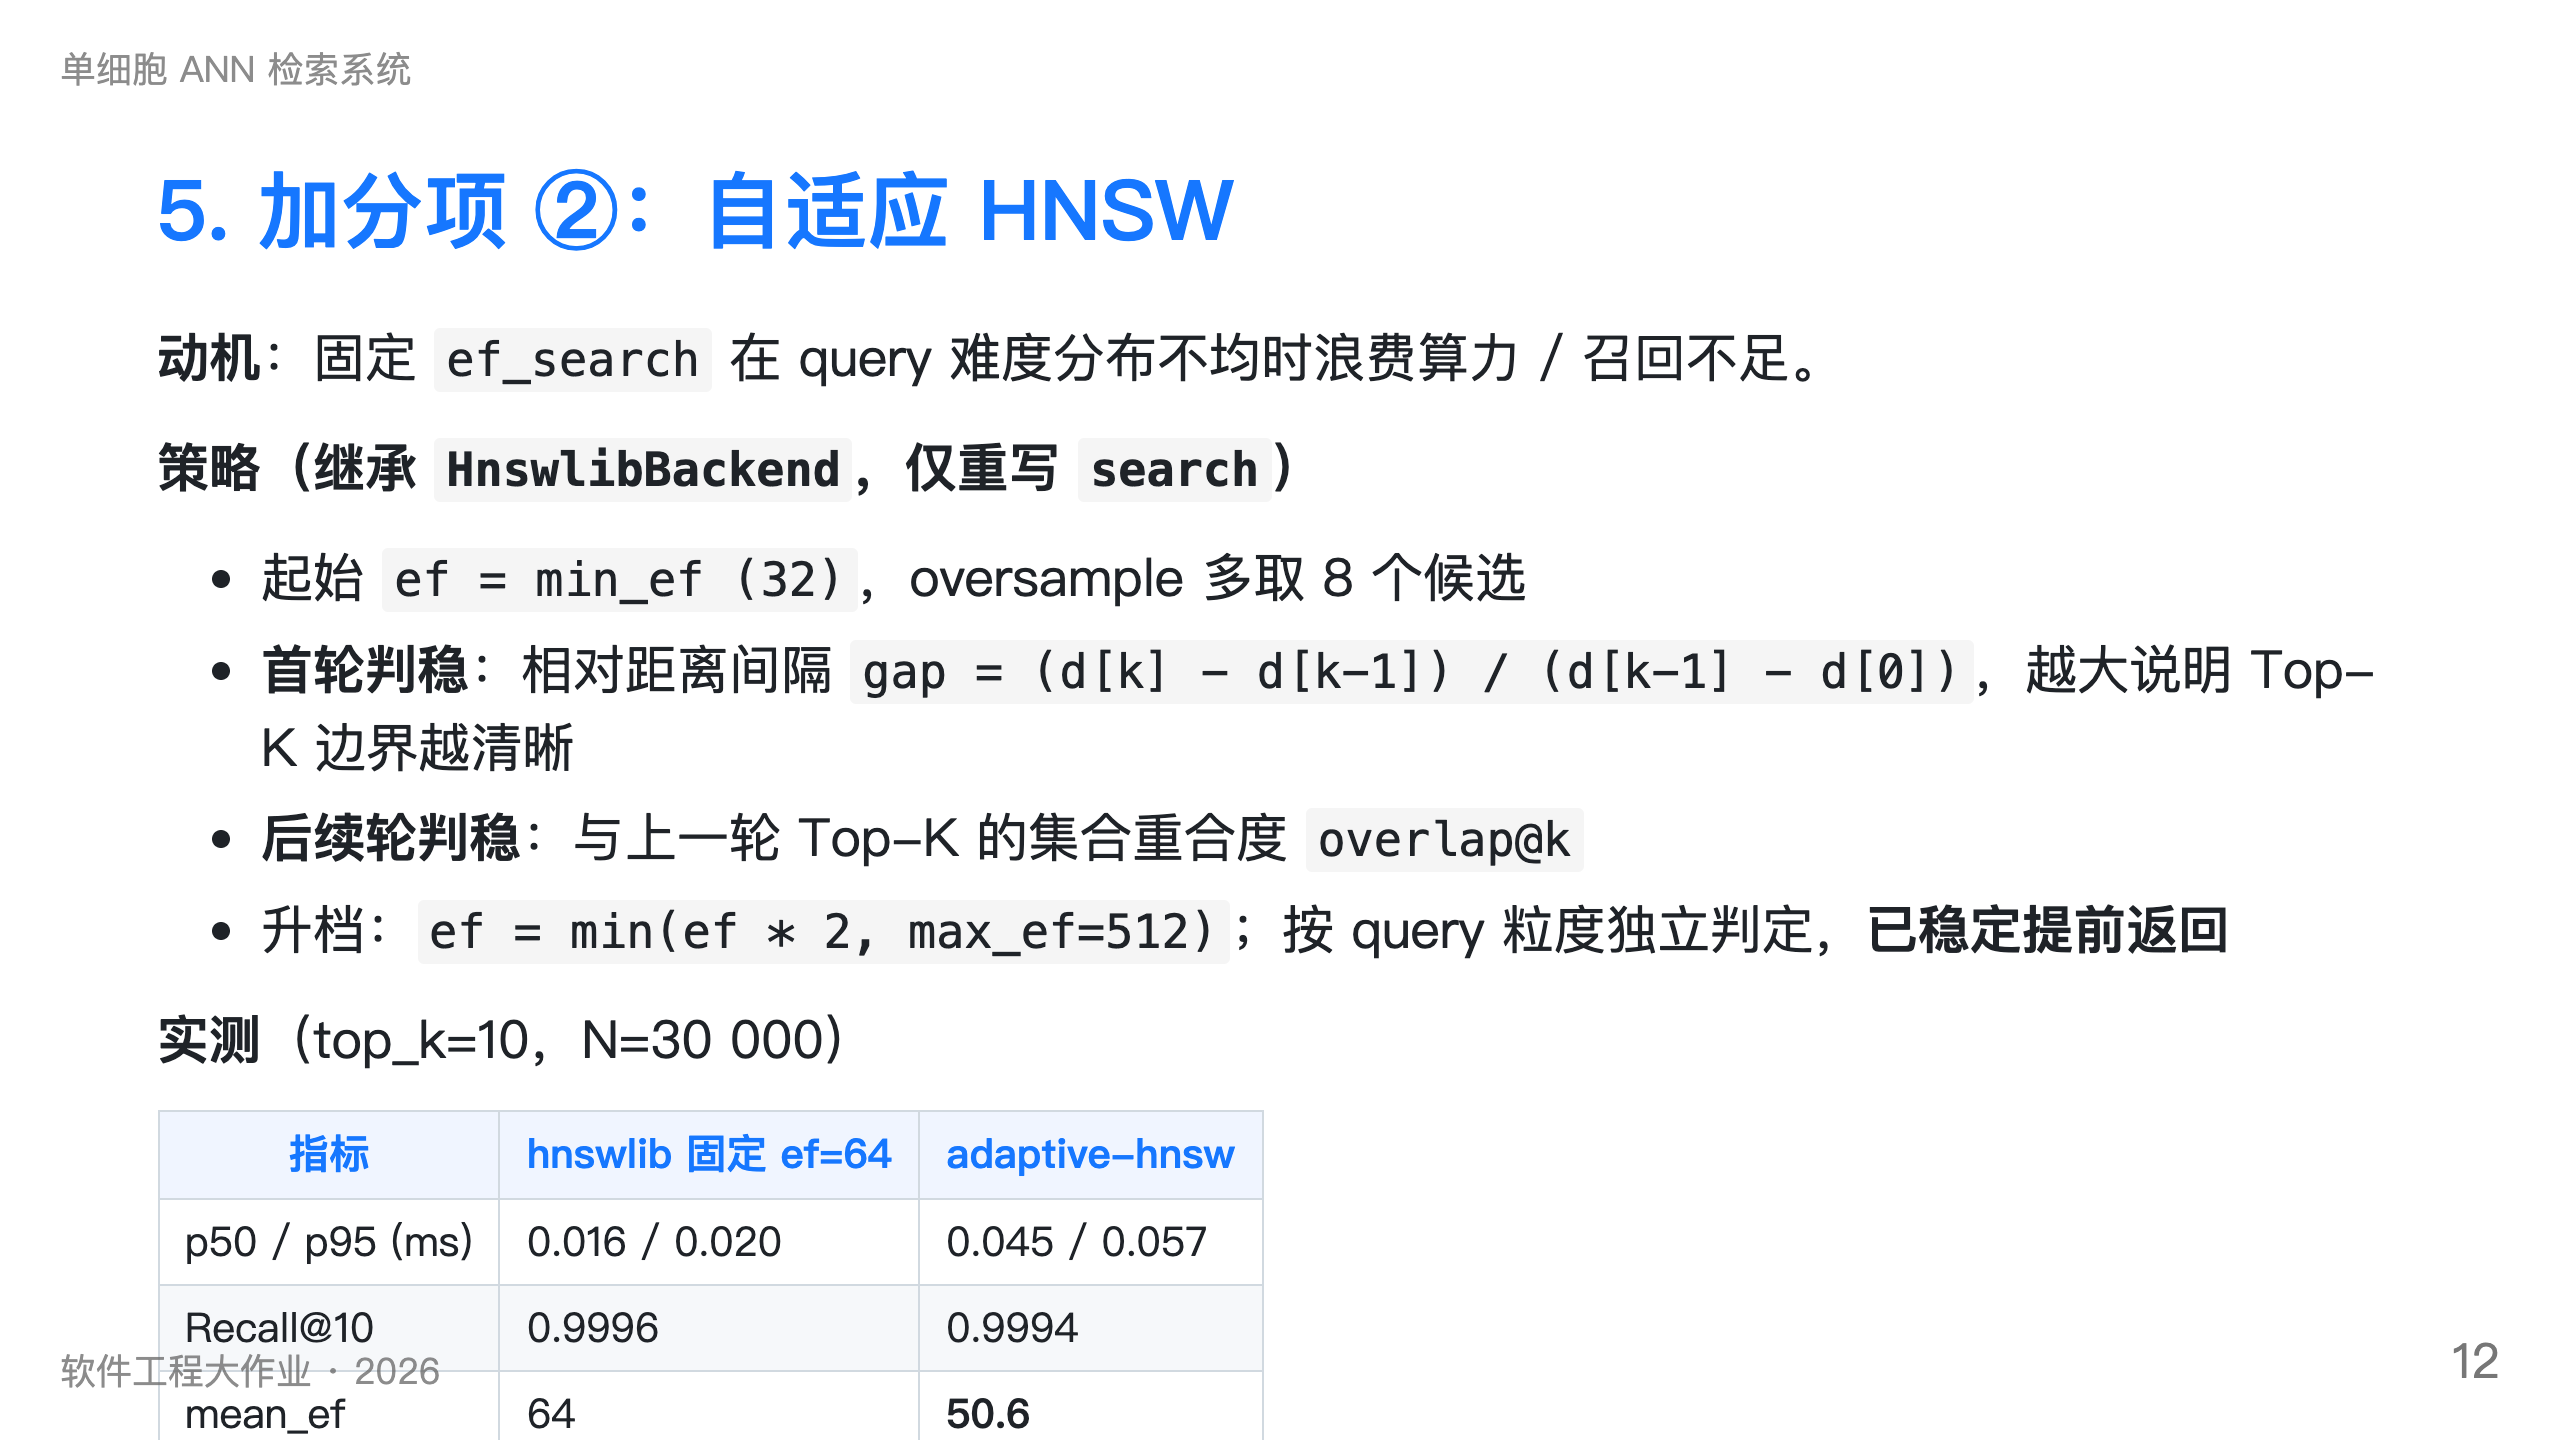 单细胞 ANN 检索系统
5. 加分项 ②：自适应 HNSW
动机：固定 ef_search 在 query 难度分布不均时浪费算力 / 召回不足。
策略（继承 HnswlibBackend，仅重写 search）
• 起始 ef = min_ef (32)，oversample 多取 8 个候选
• 首轮判稳：相对距离间隔 gap = (d[k] - d[k-1]) / (d[k-1] - d[0])，越大说明 Top-
K 边界越清晰
• 后续轮判稳：与上一轮 Top-K 的集合重合度 overlap@k
• 升档：ef = min(ef * 2, max_ef=512)；按 query 粒度独立判定，已稳定提前返回
实测（top_k=10，N=30 000）
指标 hnswlib 固定 ef=64 adaptive-hnsw
p50 / p95 (ms) 0.016 / 0.020 0.045 / 0.057
Recall@10 0.9996 0.9994
mean_ef 64 50.6
软件工程大作业 · 2026
12